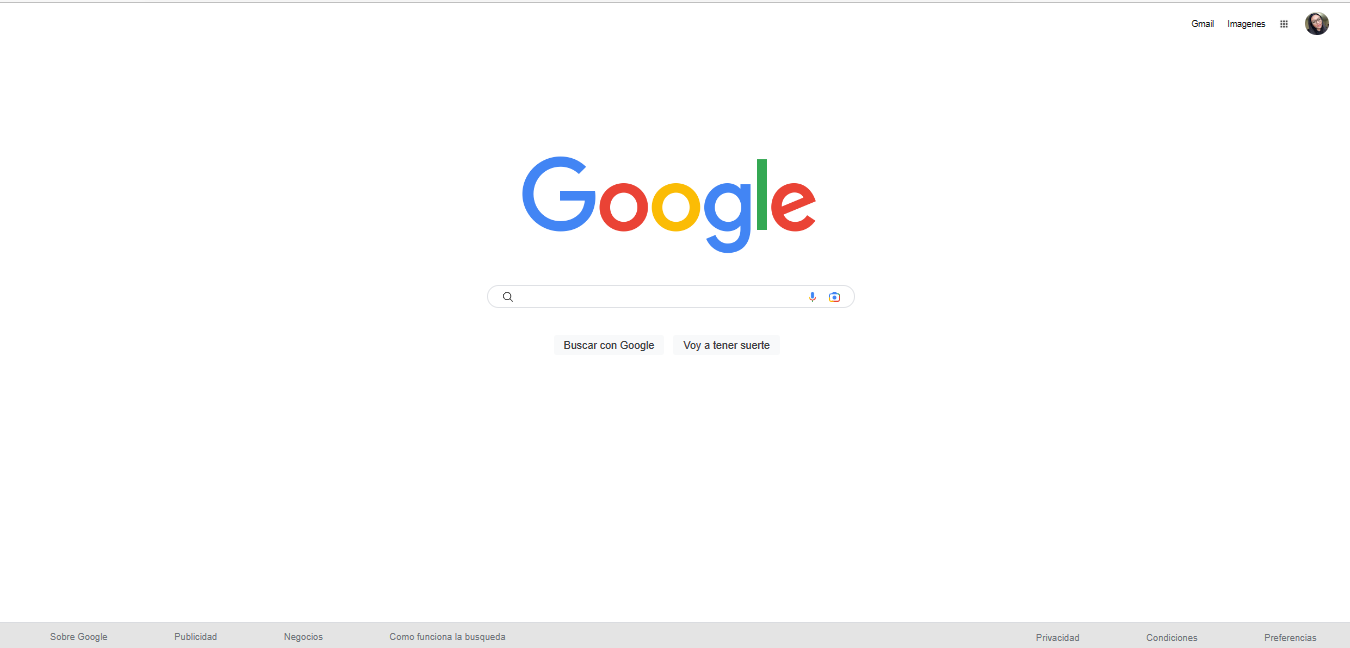 Gmail Imagenes
Google
Buscar con Google Voy a tener suerte
Sobre Google Publicidad Negocios Como funciona la busqueda Privacidad Condiciones Preferencias